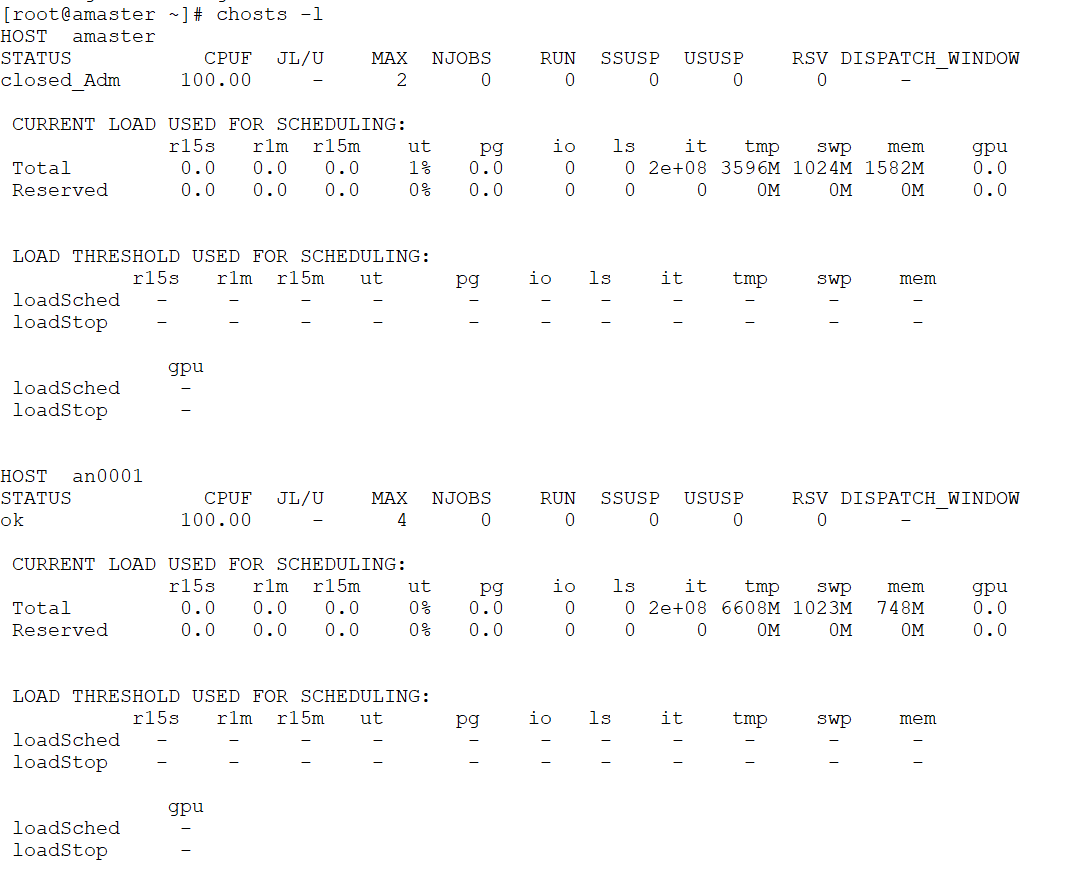 [root@amaster ~]# chosts -l
HOST  amaster
STATUS           CPUF  JL/U    MAX  NJOBS    RUN  SSUSP  USUSP    RSV DISPATCH_WINDOW
closed_Adm     100.00     -      2      0      0      0      0      0      -
 CURRENT LOAD USED FOR SCHEDULING:
              r15s   r1m  r15m    ut    pg    io   ls    it   tmp   swp   mem    gpu
 Total         0.0   0.0   0.0    1%   0.0     0    0 2e+08 3596M 1024M 1582M    0.0
 Reserved      0.0   0.0   0.0    0%   0.0     0    0     0    0M    0M    0M    0.0
 LOAD THRESHOLD USED FOR SCHEDULING:
           r15s   r1m  r15m   ut      pg    io   ls    it    tmp    swp    mem
 loadSched   -     -     -     -       -     -    -     -     -      -      -
 loadStop    -     -     -     -       -     -    -     -     -      -      -
              gpu
 loadSched     -
 loadStop      -
HOST  an0001
STATUS           CPUF  JL/U    MAX  NJOBS    RUN  SSUSP  USUSP    RSV DISPATCH_WINDOW
ok             100.00     -      4      0      0      0      0      0      -
 CURRENT LOAD USED FOR SCHEDULING:
              r15s   r1m  r15m    ut    pg    io   ls    it   tmp   swp   mem    gpu
 Total         0.0   0.0   0.0    0%   0.0     0    0 2e+08 6608M 1023M  748M    0.0
 Reserved      0.0   0.0   0.0    0%   0.0     0    0     0    0M    0M    0M    0.0
 LOAD THRESHOLD USED FOR SCHEDULING:
           r15s   r1m  r15m   ut      pg    io   ls    it    tmp    swp    mem
 loadSched   -     -     -     -       -     -    -     -     -      -      -
 loadStop    -     -     -     -       -     -    -     -     -      -      -
              gpu
 loadSched     -
 loadStop      -